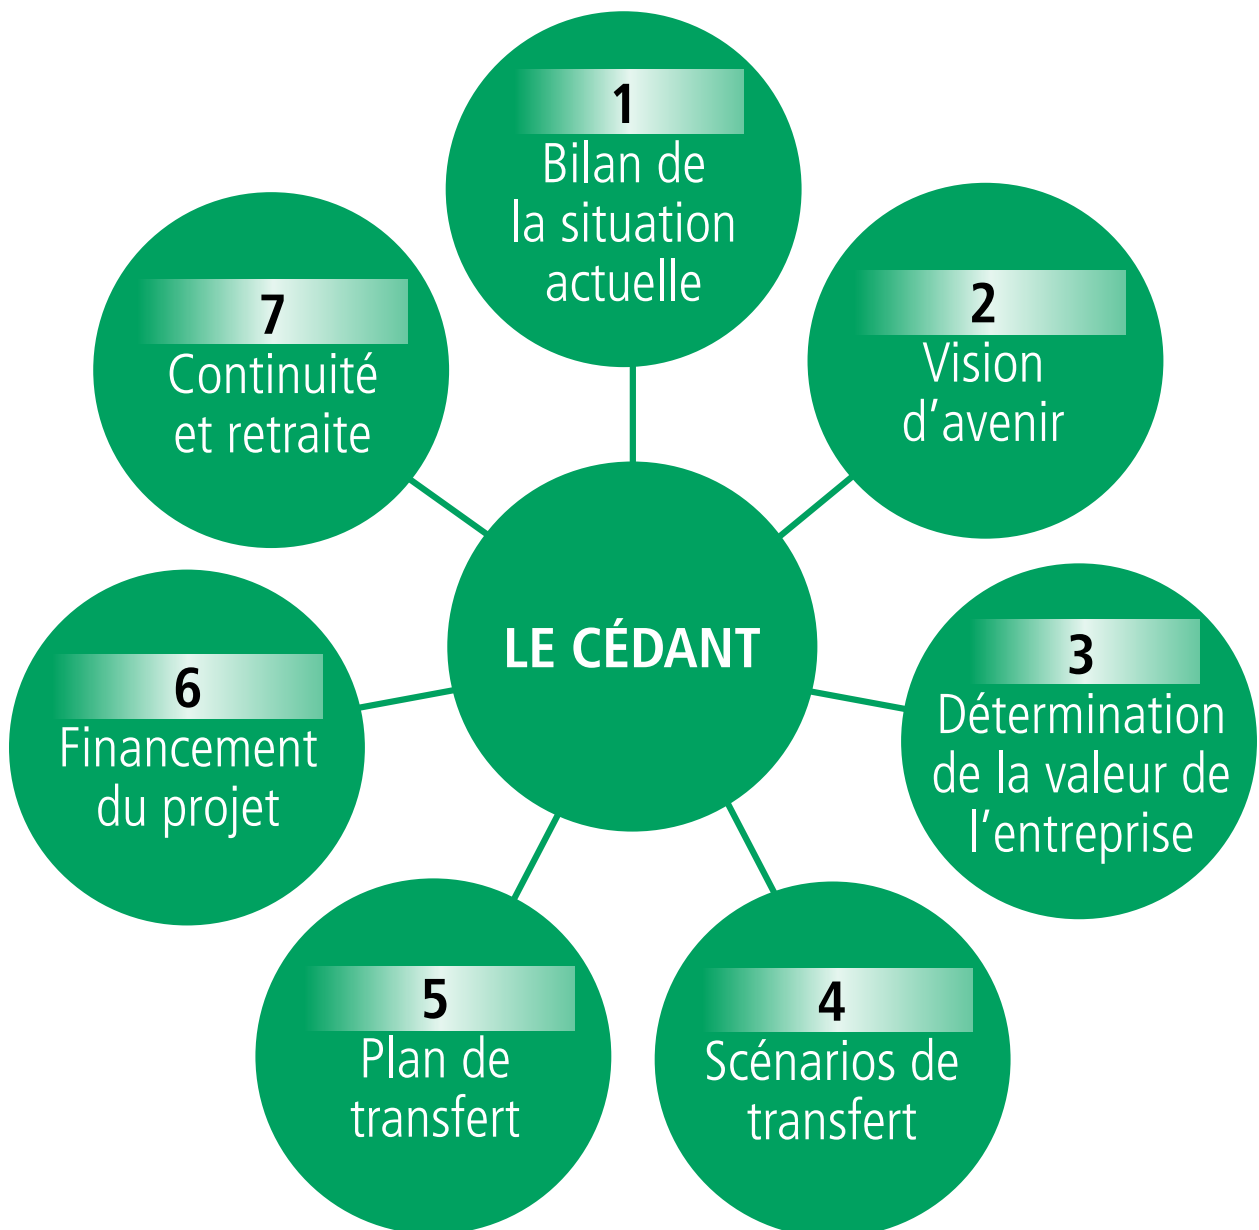 1
Bilan de
la situation
actuelle
2
Vision
d’avenir
3
Détermination
de la valeur de
l’entreprise
4
Scénarios de
transfert
5
Plan de
transfert
6
Financement
du projet
7
Continuité
et retraite
LE CÉDANT